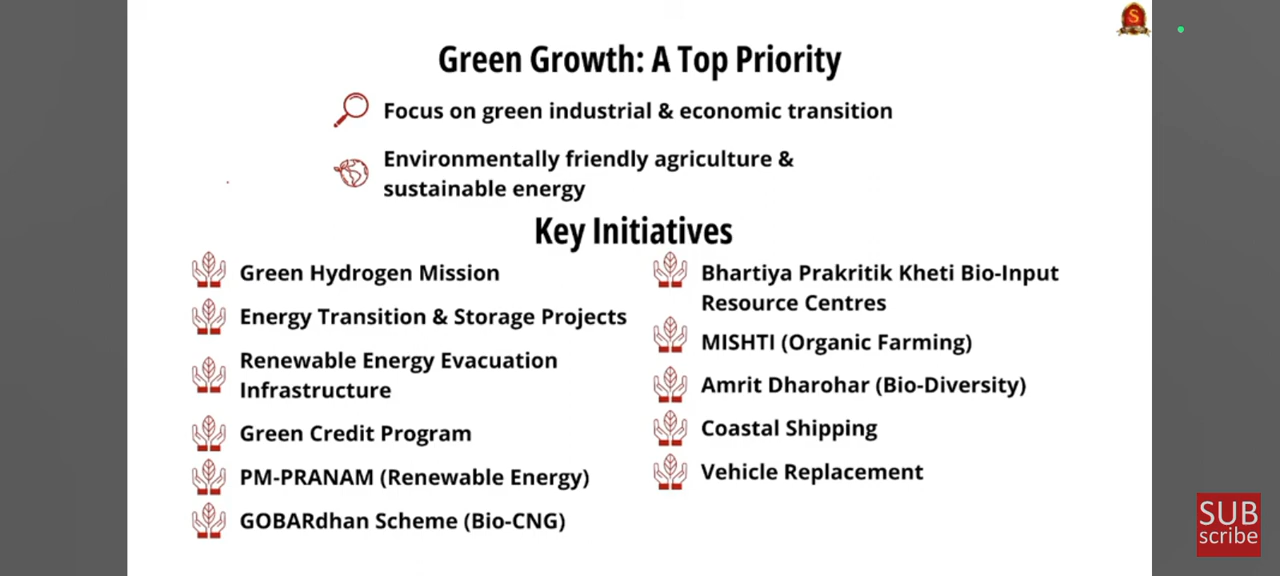 S
Green Growth: A Top Priority
Focus on green industrial & economic transition
Environmentally friendly agriculture &
sustainable energy
Key Initiatives
Green Hydrogen Mission
Energy Transition & Storage Projects
Renewable Energy Evacuation
Infrastructure
Green Credit Program
PM-PRANAM (Renewable Energy)
GOBARdhan Scheme (Bio-CNG)
Bhartiya Prakritik Kheti Bio-Input
Resource Centres
MISHTI (Organic Farming)
Amrit Dharohar (Bio-Diversity)
Coastal Shipping
Vehicle Replacement
SUB
scribe